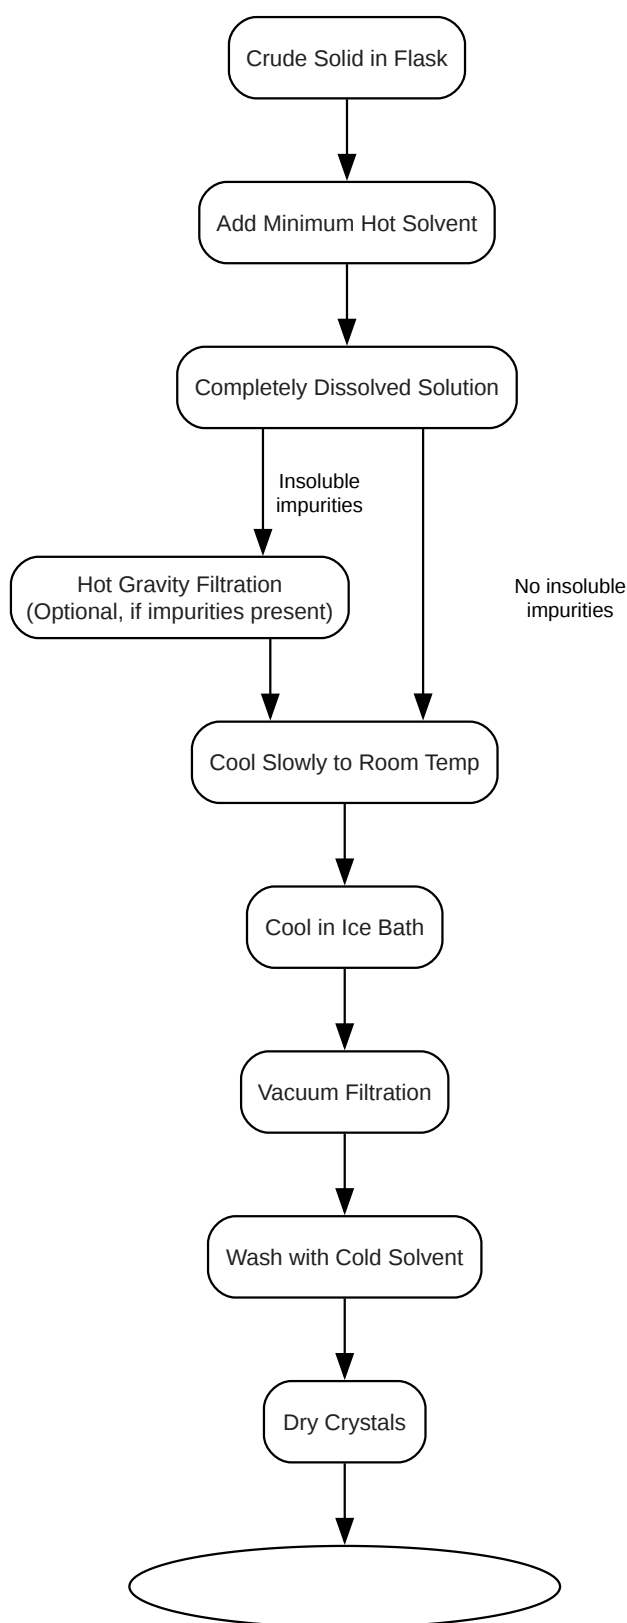 Crude Solid in Flask
Add Minimum Hot Solvent
Completely Dissolved Solution
Insoluble
impurities
Hot Gravity Filtration
(Optional, if impurities present)
No insoluble
impurities
Cool Slowly to Room Temp
Cool in Ice Bath
Vacuum Filtration
Wash with Cold Solvent
Dry Crystals